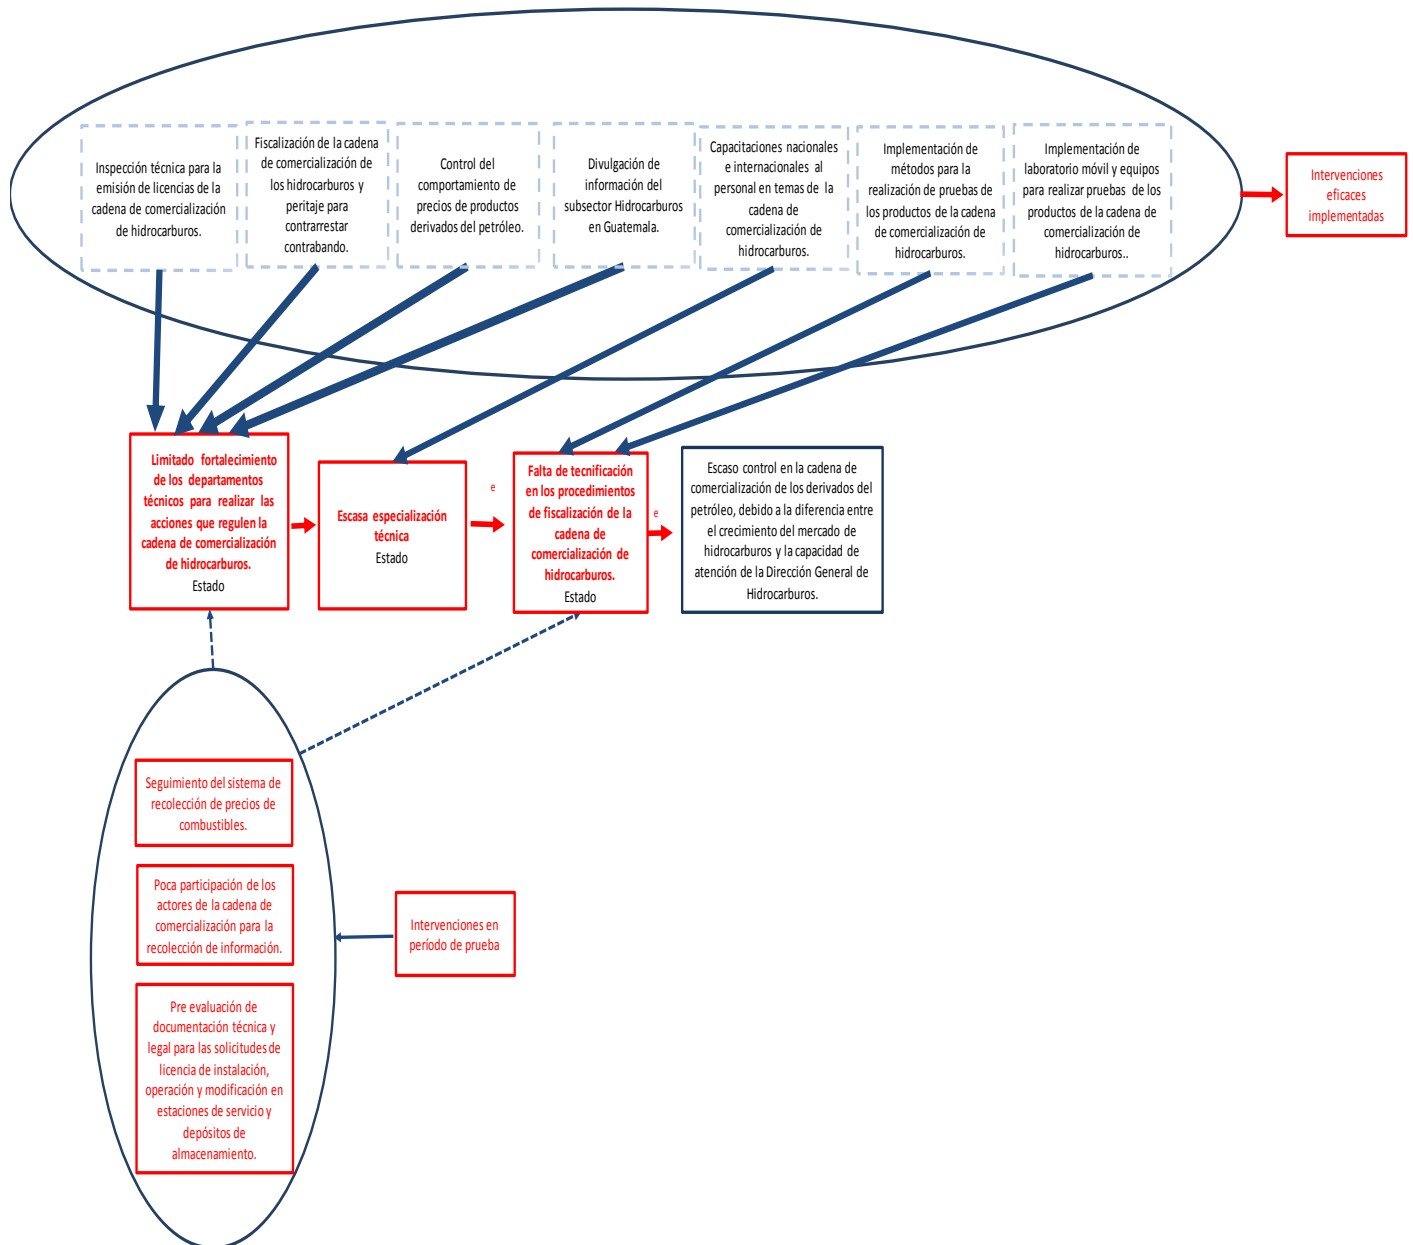 Inspección técnica para la
emisión de licencias de la
cadena de comercialización
de hidrocarburos.
Fiscalización de la cadena
de comercialización de
los hidrocarburos y
peritaje para
contrarrestar
contrabando.
Control del
comportamiento de
precios de productos
derivados del petróleo.
Divulgación de
información del
subsector Hidrocarburos
en Guatemala.
Capacitaciones nacionales
e internacionales al
personal en temas de la
cadena de
comercialización de
hidrocarburos.
Implementación de
métodos para la
realización de pruebas de
los productos de la cadena
de comercialización de
hidrocarburos.
Implementación de
laboratorio móvil y equipos
para realizar pruebas de los
productos de la cadena de
comercialización de
hidrocarburos..
Intervenciones
eficaces
implementadas
Limitado fortalecimiento
de los departamentos
técnicos para realizar las
acciones que regulen la
cadena de comercialización
de hidrocarburos.
Estado
Escasa especialización
técnica
Estado
e
Falta de tecnificación
en los procedimientos
de fiscalización de la
cadena de
comercialización de
hidrocarburos.
Estado
e
Escaso control en la cadena de
comercialización de los derivados del
petróleo, debido a la diferencia entre
el crecimiento del mercado de
hidrocarburos y la capacidad de
atención de la Dirección General de
Hidrocarburos.
Seguimiento del sistema de
recolección de precios de
combustibles.
Poca participación de los
actores de la cadena de
comercialización para la
recolección de información.
Intervenciones en
período de prueba
Pre evaluación de
documentación técnica y
legal para las solicitudes de
licencia de instalación,
operación y modificación en
estaciones de servicio y
depósitos de
almacenamiento.